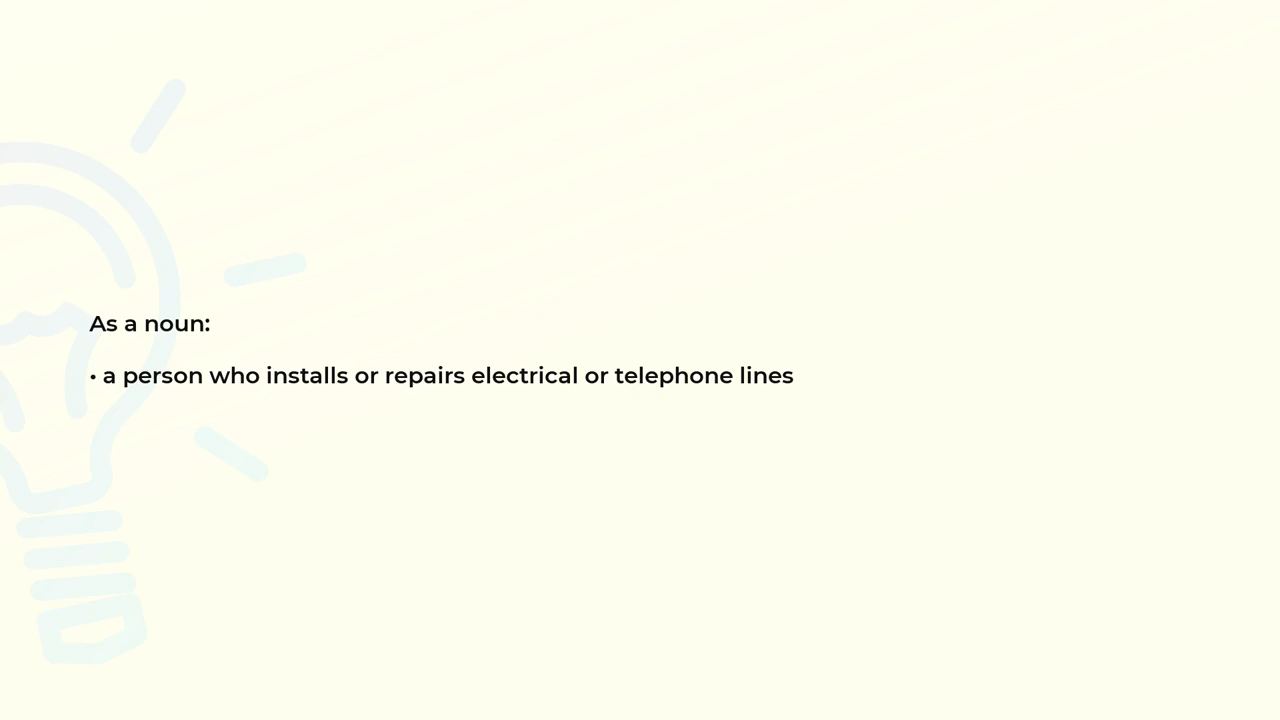 As a noun:
• a person who installs or repairs electrical or telephone lines